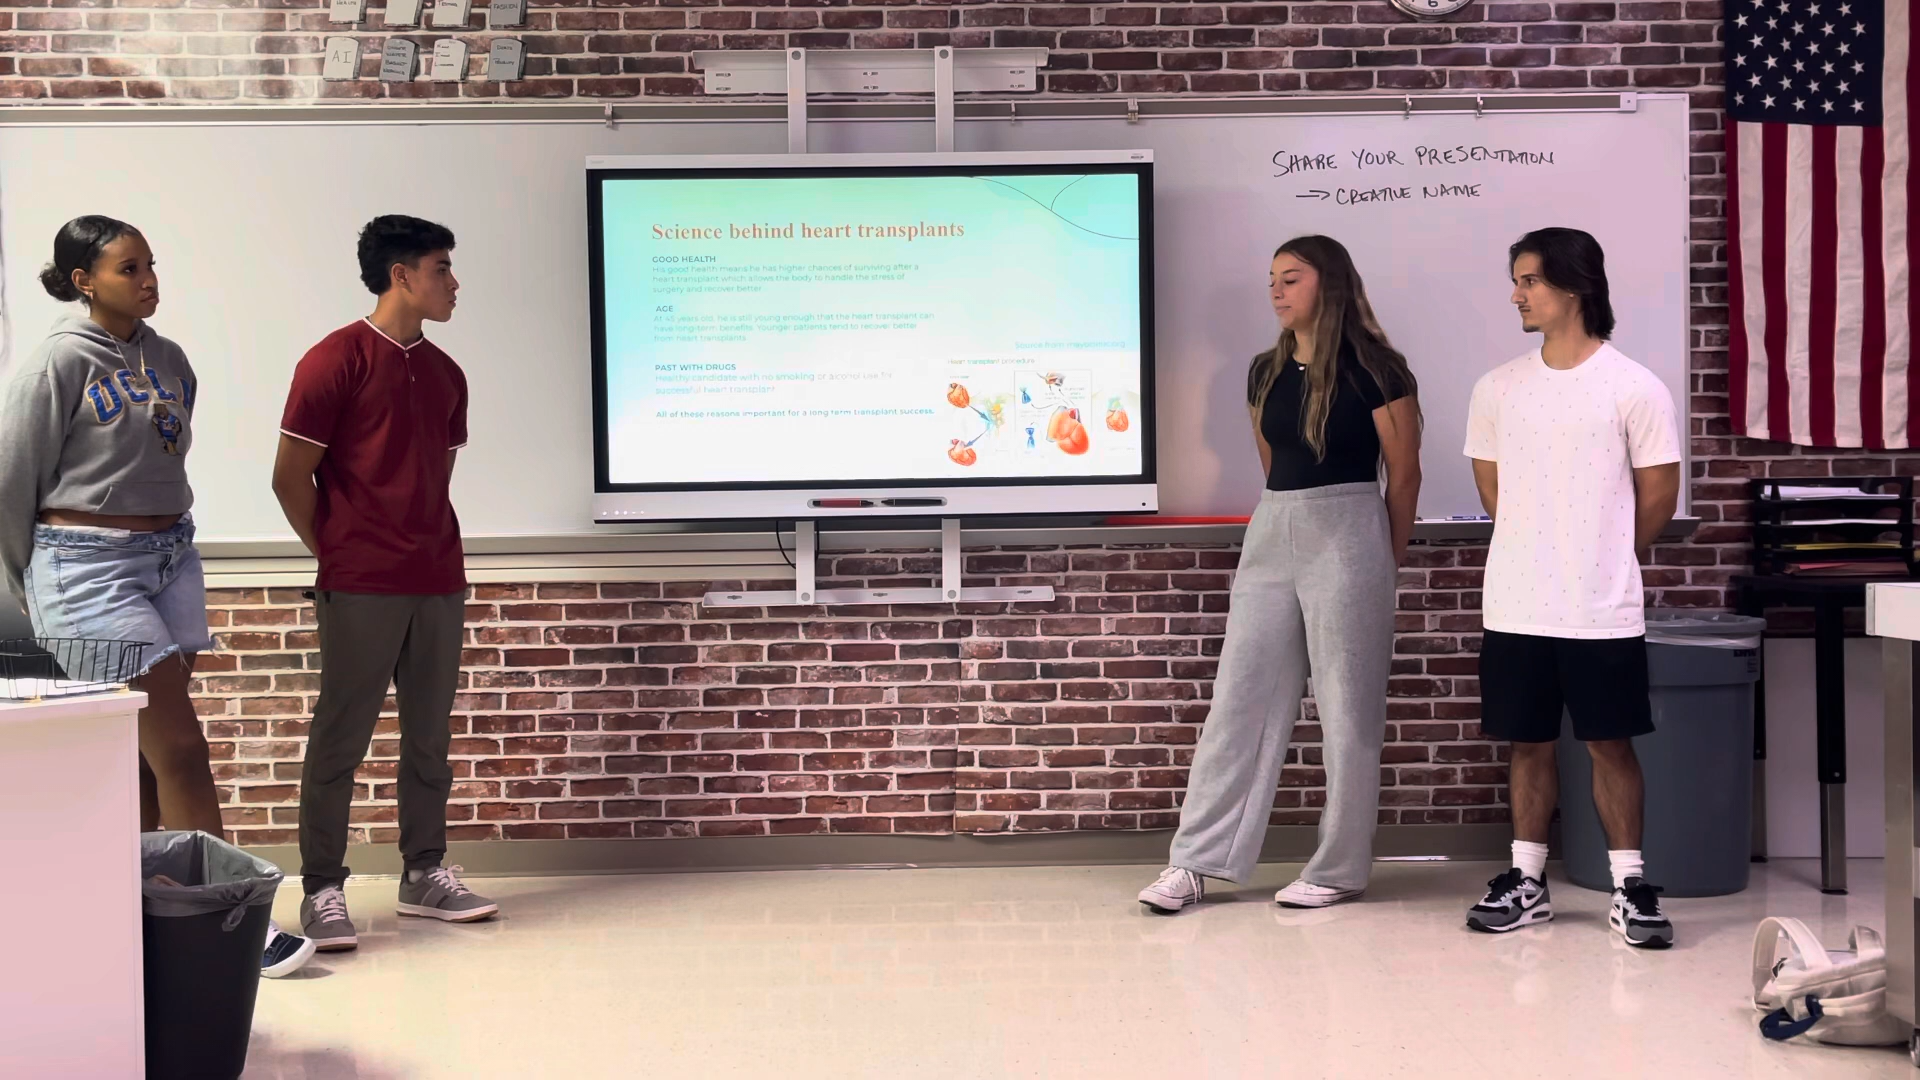 FASHION
AI
SHARE YOUR PRESENTATION
→ CREATIVE NAME
Science behind heart transplants
GOOD HEALTH
His good health means he has higher chances of surviving after a
heart transplant which allows the body to handle the stress of
surgery and recover better
AGE
At 45 years old, he is still young enough that the heart transplant can
have long-term benefits. Younger patients tend to recover better
from heart transplants
Source from
Heart transplant procedure
PAST WITH DRUGS
Healthy candidate with no smoking or alcohol use for
successful heart transplant
All of these reasons important for a long term transplant success.
UCL